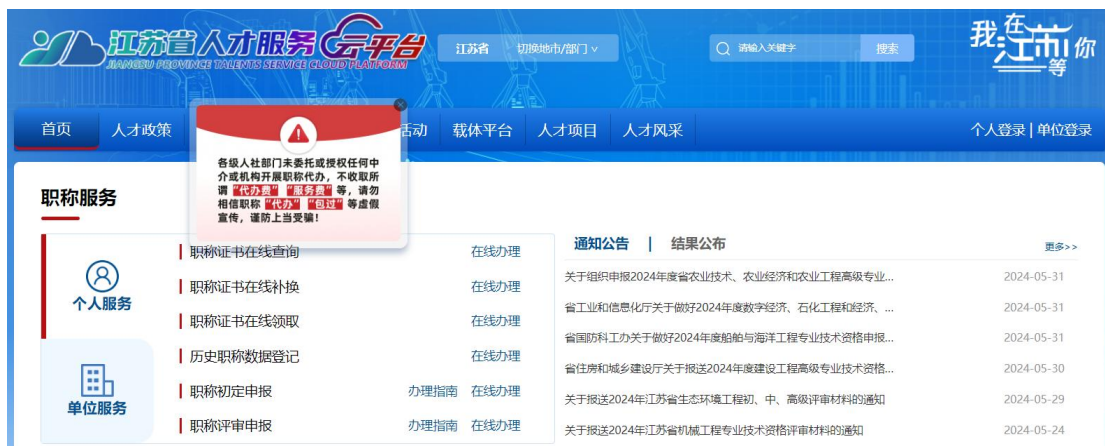 江苏省人才服务云平台
JIANGSU PROVINCE TALENTS SERVICE CLOUD PLATFORM
江苏省 切换地市/部门
请输入关键字 搜索
我在江苏等你
首页 人才政策 活动 载体平台 人才项目 人才风采 个人登录 | 单位登录
各级人社部门未委托或授权任何中
介或机构开展职称代办，不收取所
谓“代办费”“服务费”等，请勿
相信职称“代办”“包过”等虚假
宣传，谨防上当受骗！
职称服务
个人服务
单位服务
职称证书在线查询 在线办理
职称证书在线补换 在线办理
职称证书在线领取 在线办理
历史职称数据登记 在线办理
职称初定申报 办理指南 在线办理
职称评审申报 办理指南 在线办理
通知公告 | 结果公布 更多>>
关于组织申报2024年度省农业技术、农业经济和农业工程高级专业... 2024-05-31
省工业和信息化厅关于做好2024年度数字经济、石化工程和经济、... 2024-05-31
省国防科工办关于做好2024年度船舶与海洋工程专业技术资格申报... 2024-05-31
省住房和城乡建设厅关于报送2024年度建设工程高级专业技术资格... 2024-05-30
关于报送2024年江苏省生态环境工程初、中、高级评审材料的通知 2024-05-29
关于报送2024年江苏省机械工程专业技术资格评审材料的通知 2024-05-24